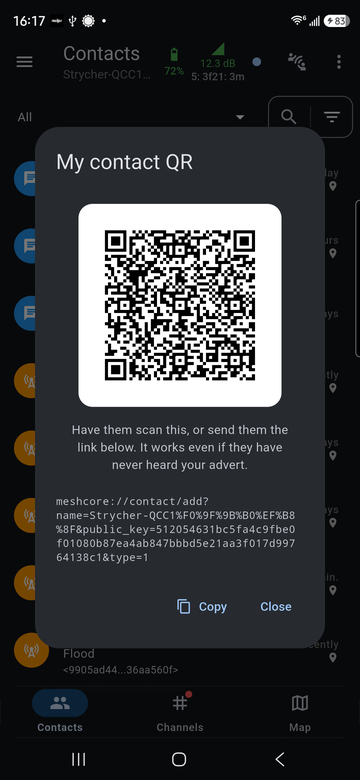 16:17
6
83
Contacts
Strycher-QCC1...
72%
12.3 dB
5: 3f21: 3m
All
My contact QR
Have them scan this, or send them the
link below. It works even if they have
never heard your advert.
meshcore://contact/add?
name=Strycher-QCC1%F0%9F%9B%B0%EF%B8
%8F&public_key=512054631bc5fa4c9fbe0
f01080b87ea4ab847bbbd5e21aa3f017d997
64138c1&type=1
Copy
Close
Flood
<9905ad44...36aa560f>
Contacts
Channels
Map